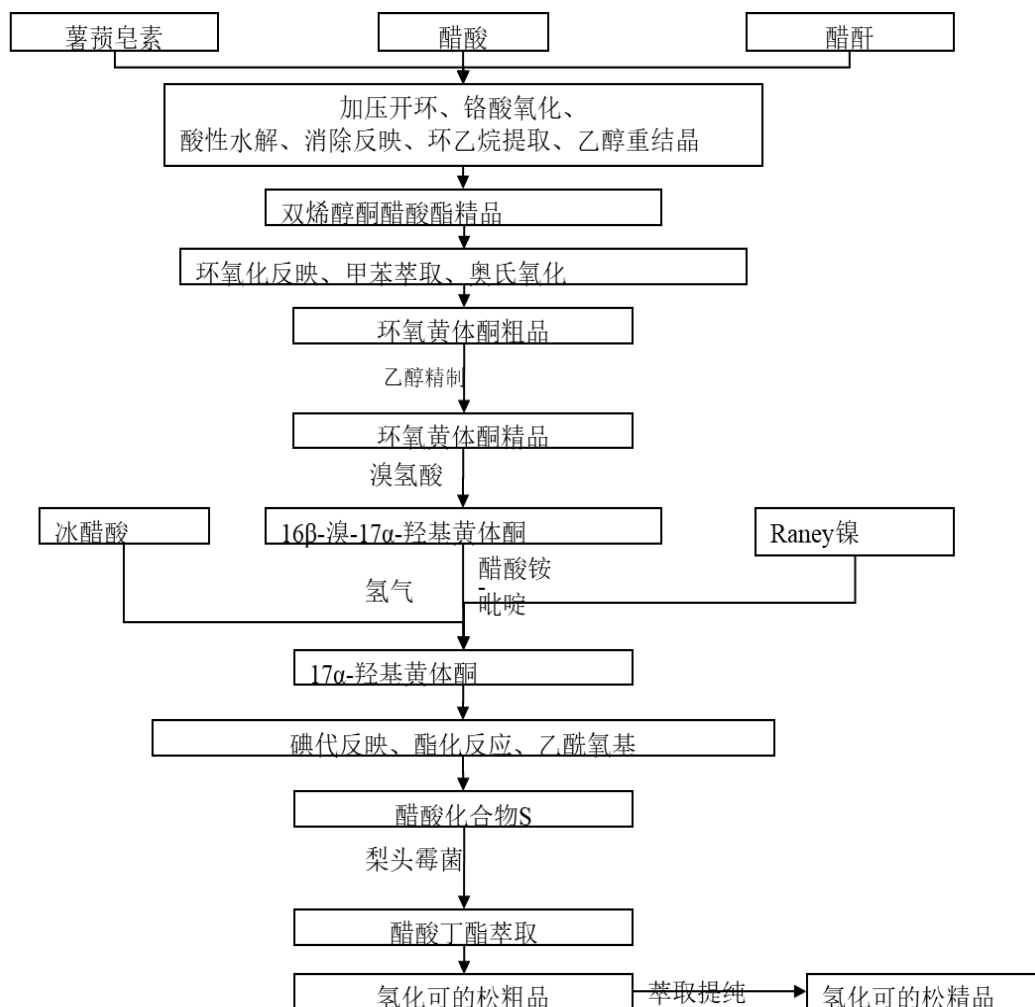 薯蓣皂素
醋酸
醋酐
加压开环、铬酸氧化、
酸性水解、消除反映、环乙烷提取、乙醇重结晶
双烯醇酮醋酸酯精品
环氧化反映、甲苯萃取、奥氏氧化
环氧黄体酮粗品
乙醇精制
环氧黄体酮精品
溴氢酸
冰醋酸
16β-溴-17α-羟基黄体酮
Raney镍
氢气
醋酸铵
-
吡啶
17α-羟基黄体酮
碘代反映、酯化反应、乙酰氧基
醋酸化合物S
梨头霉菌
醋酸丁酯萃取
氢化可的松粗品
萃取提纯
氢化可的松精品